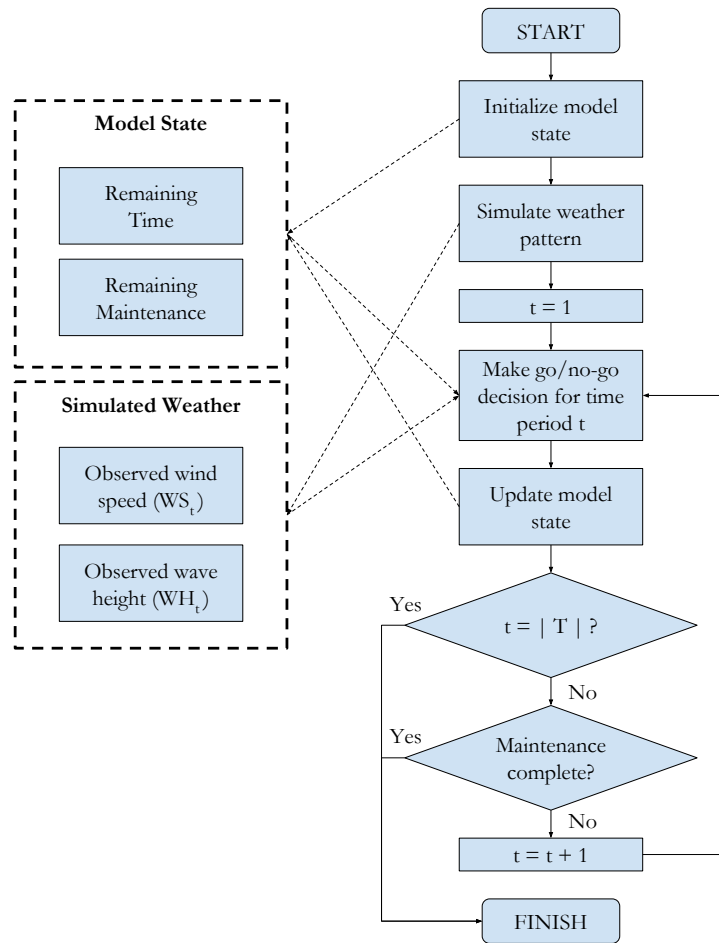 START
Initialize model
state
Model State
Remaining
Time
Remaining
Maintenance
Simulate weather
pattern
t = 1
Make go/no-go
decision for time
period t
Simulated Weather
Observed wind
speed (WSₜ)
Observed wave
height (WHₜ)
Update model
state
Yes
t = | T | ?
No
Yes
Maintenance
complete?
No
t = t + 1
FINISH